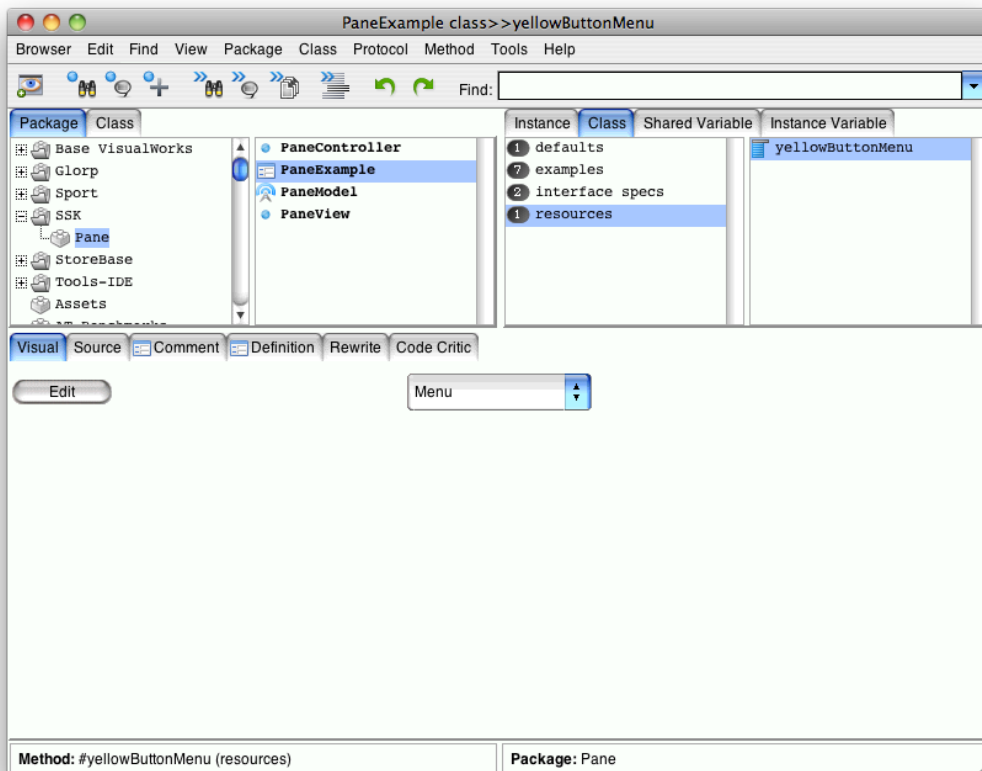 PaneExample class>>yellowButtonMenu
Browser Edit Find View Package Class Protocol Method Tools Help
Find:
Package Class
Instance Class Shared Variable Instance Variable
Base VisualWorks
Glorp
Sport
SSK
Pane
StoreBase
Tools-IDE
Assets
PaneController
PaneExample
PaneModel
PaneView
1 defaults
7 examples
2 interface specs
1 resources
yellowButtonMenu
Visual Source Comment Definition Rewrite Code Critic
Edit
Menu
Method: #yellowButtonMenu (resources)
Package: Pane